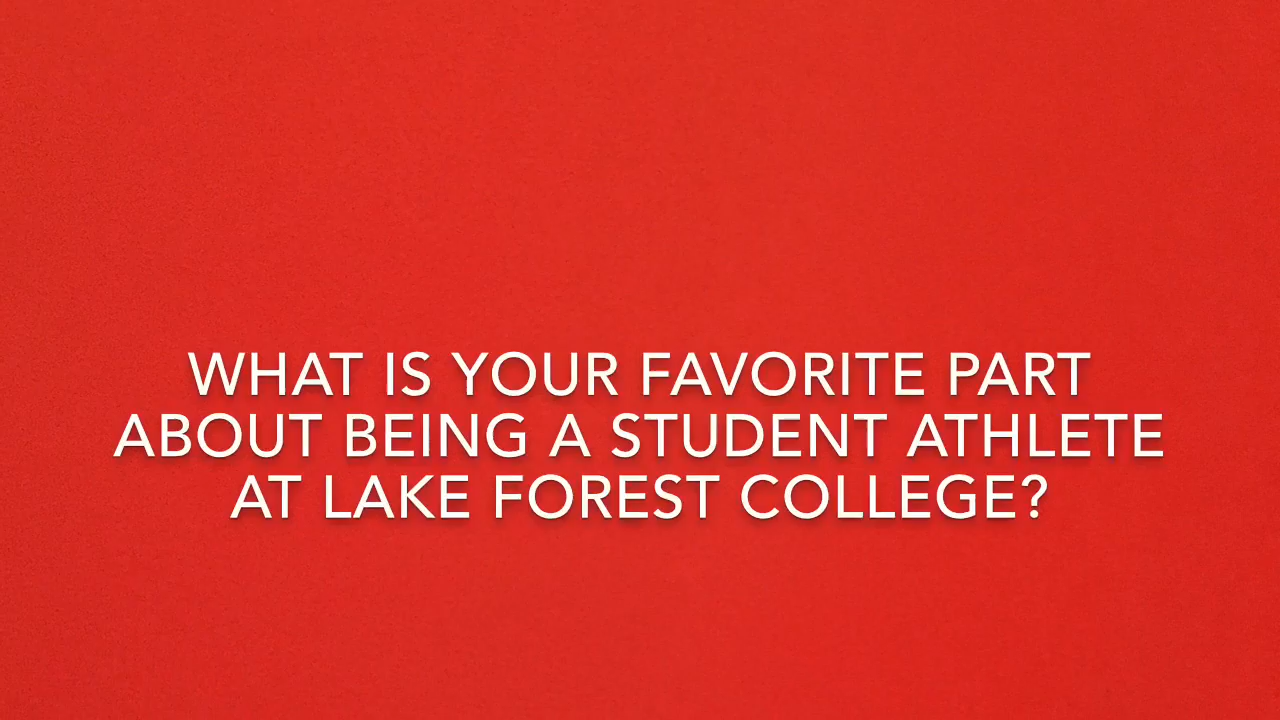 WHAT IS YOUR FAVORITE PART
ABOUT BEING A STUDENT ATHLETE
AT LAKE FOREST COLLEGE?